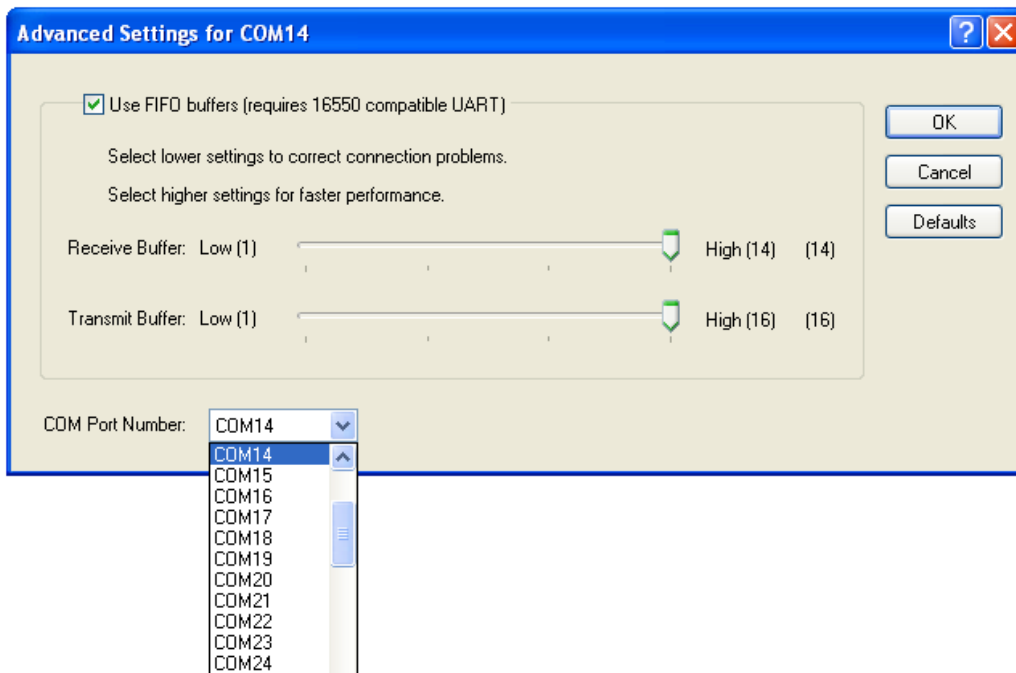 Advanced Settings for COM14
Use FIFO buffers (requires 16550 compatible UART)
OK
Select lower settings to correct connection problems.
Cancel
Select higher settings for faster performance.
Defaults
Receive Buffer: Low (1) High (14) (14)
Transmit Buffer: Low (1) High (16) (16)
COM Port Number: COM14
COM14
COM15
COM16
COM17
COM18
COM19
COM20
COM21
COM22
COM23
COM24